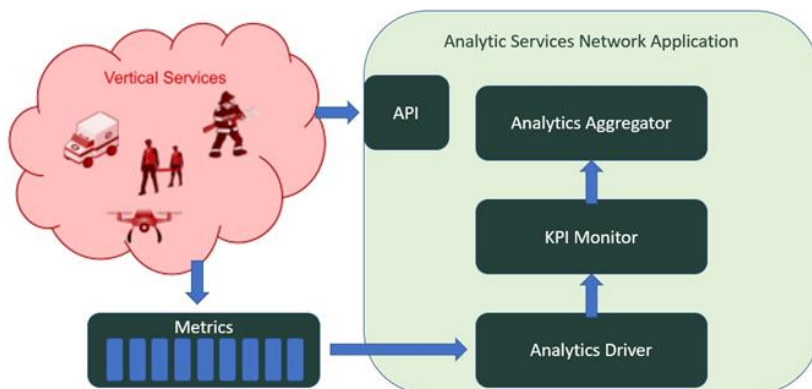 Analytic Services Network Application
Vertical Services
API
Analytics Aggregator
KPI Monitor
Metrics
Analytics Driver